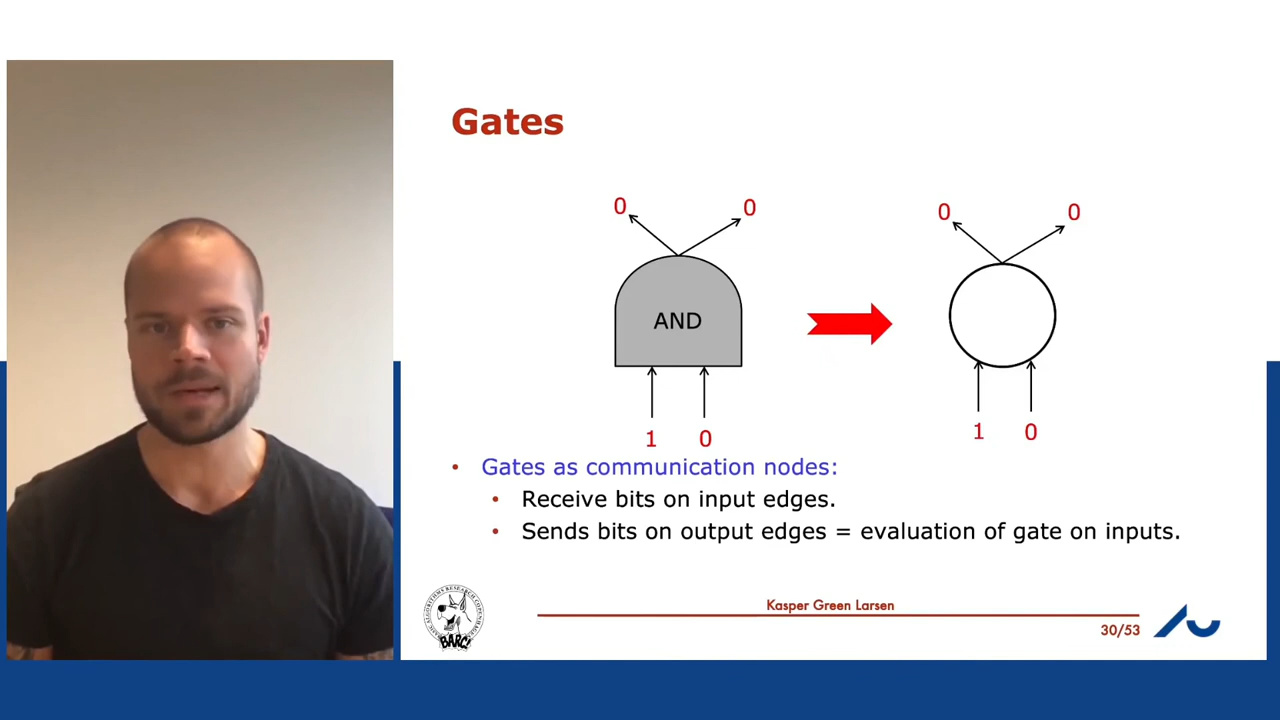 Gates
0 0 0 0
AND
1 0 1 0
• Gates as communication nodes:
• Receive bits on input edges.
• Sends bits on output edges = evaluation of gate on inputs.
BARC!
Kasper Green Larsen
30/53